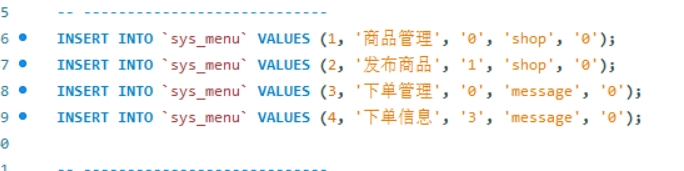 5 -- ----------------------------
6 INSERT INTO `sys_menu` VALUES (1, '商品管理', '0', 'shop', '0');
7 INSERT INTO `sys_menu` VALUES (2, '发布商品', '1', 'shop', '0');
8 INSERT INTO `sys_menu` VALUES (3, '下单管理', '0', 'message', '0');
9 INSERT INTO `sys_menu` VALUES (4, '下单信息', '3', 'message', '0');
0
1 -- ----------------------------